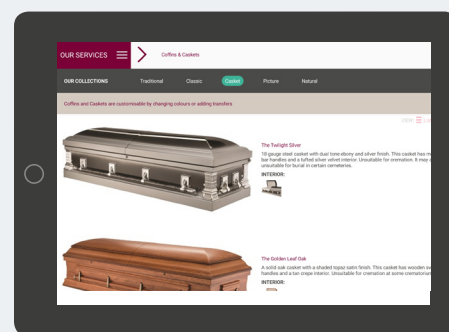 OUR SERVICES
Coffins & Caskets
OUR COLLECTIONS Traditional Classic Casket Picture Natural
Coffins and Caskets are customisable by changing colours or adding transfers
VIEW
The Twilight Silver
18 gauge steel casket with dual tone ebony and silver finish. This casket has m
bar handles and a tufted silver velvet interior. Unsuitable for cremation. It may
unsuitable for burial in certain cemeteries.
INTERIOR:
The Golden Leaf Oak
A solid oak casket with a shaded topaz satin finish. This casket has wooden sw
handles and a tan crepe interior. Unsuitable for cremation at some crematoriu
INTERIOR: